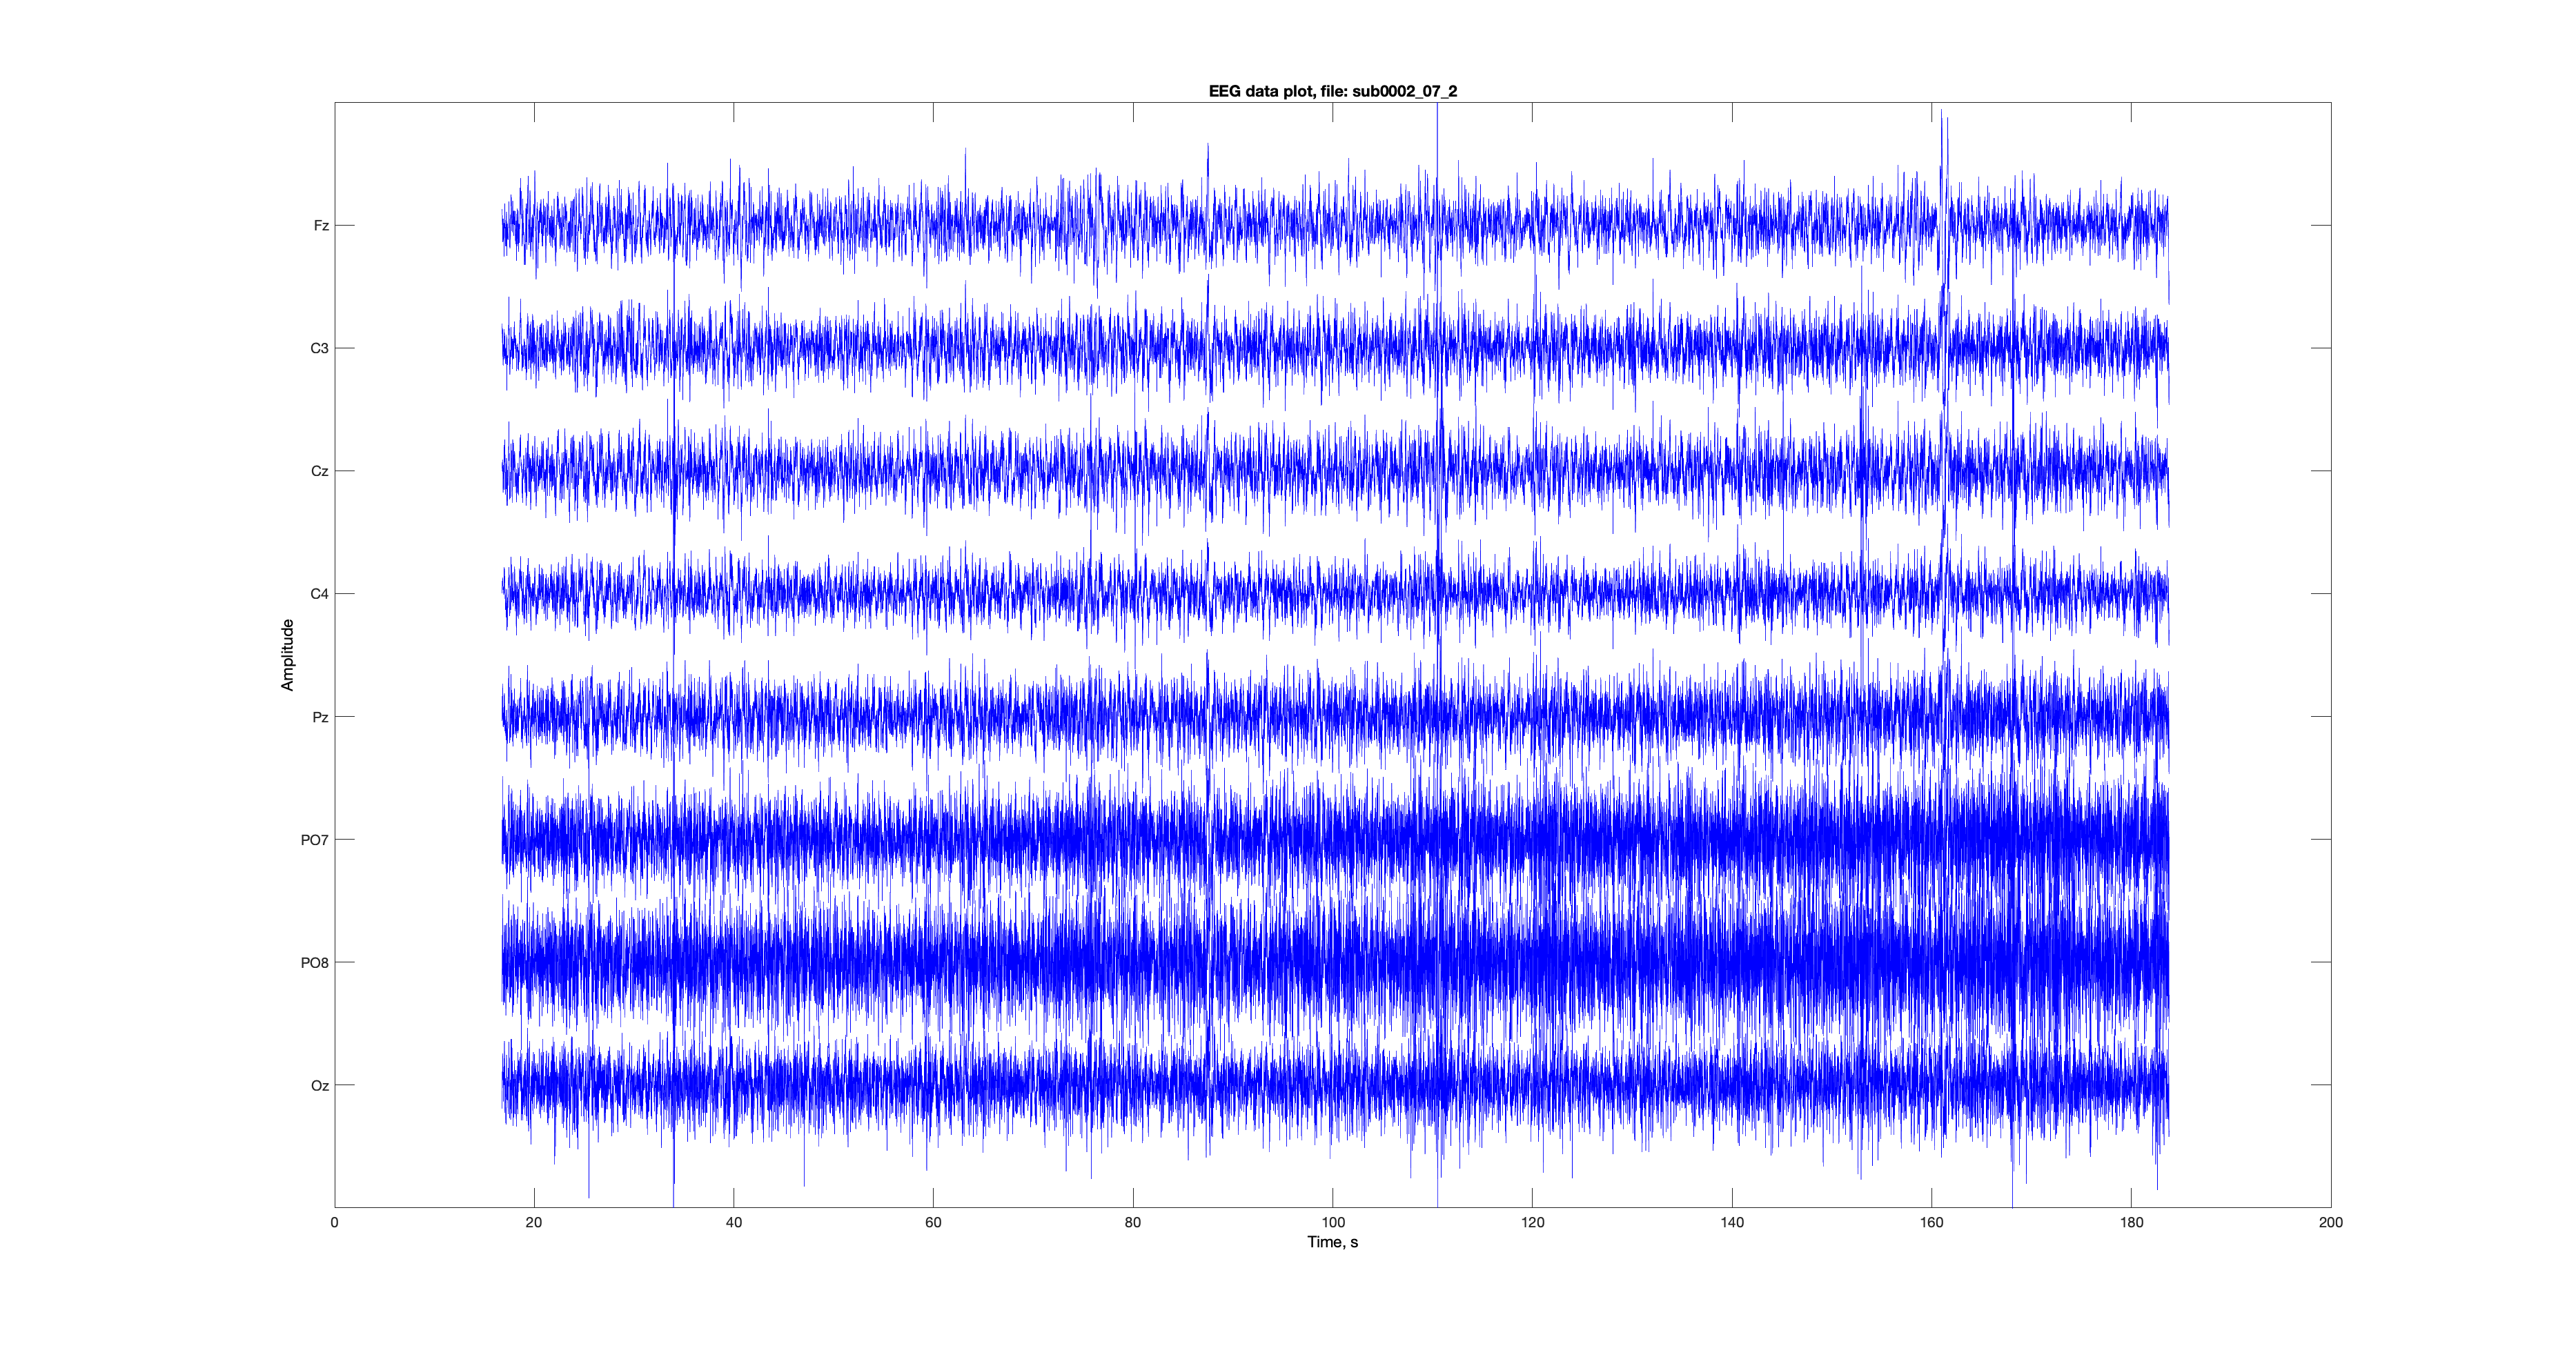 EEG data plot, file: sub0002_07_2
Fz
C3
Cz
C4
Pz
PO7
PO8
Oz
Amplitude
0 20 40 60 80 100 120 140 160 180 200
Time, s